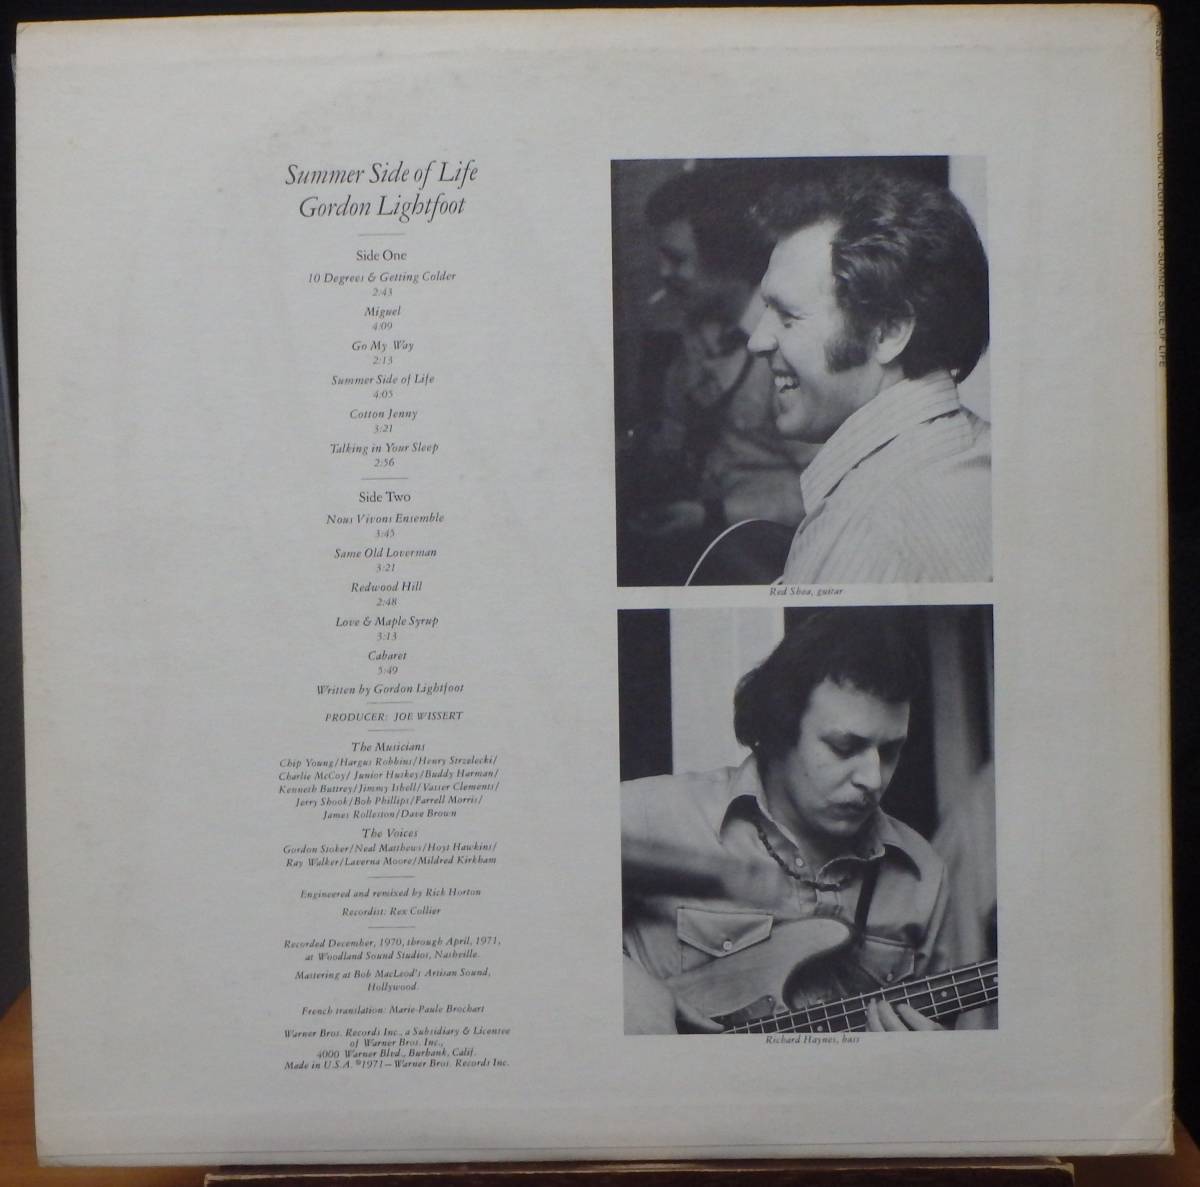 Summer Side of Life
Gordon Lightfoot
Side One
10 Degrees & Getting Colder
2:43
Miguel
4:09
Go My Way
2:13
Summer Side of Life
4:05
Cotton Jenny
3:21
Talking in Your Sleep
2:56
Side Two
Nous Vivons Ensemble
3:45
Same Old Loverman
3:21
Redwood Hill
2:48
Love & Maple Syrup
3:13
Cabaret
5:49
Written by Gordon Lightfoot
PRODUCER: JOE WISSERT
The Musicians
Chip Young/Hargus Robbins/Henry Strzelecki/
Charlie McCoy/ Junior Huskey/Buddy Harman/
Kenneth Buttrey/Jimmy Isbell/Vasser Clements/
Jerry Shook/Bob Phillips/Farrell Morris/
James Rolleston/Dave Brown
The Voices
Gordon Stoker/Neal Matthews/Hoyt Hawkins/
Ray Walker/Laverna Moore/Mildred Kirkham
Engineered and remixed by Rick Horton
Recordist: Rex Collier
Recorded December, 1970, through April, 1971,
at Woodland Sound Studios, Nashville.
Mastering at Bob MacLeod's Artisan Sound,
Hollywood.
French translation: Marie-Paule Brochart
Warner Bros. Records Inc., a Subsidiary & Licensee
of Warner Bros. Inc.,
4000 Warner Blvd., Burbank, Calif.
Made in U.S.A. ℗1971—Warner Bros. Records Inc.
Red Shea, guitar
Richard Haynes, bass
GORDON LIGHTFOOT • SUMMER SIDE OF LIFE